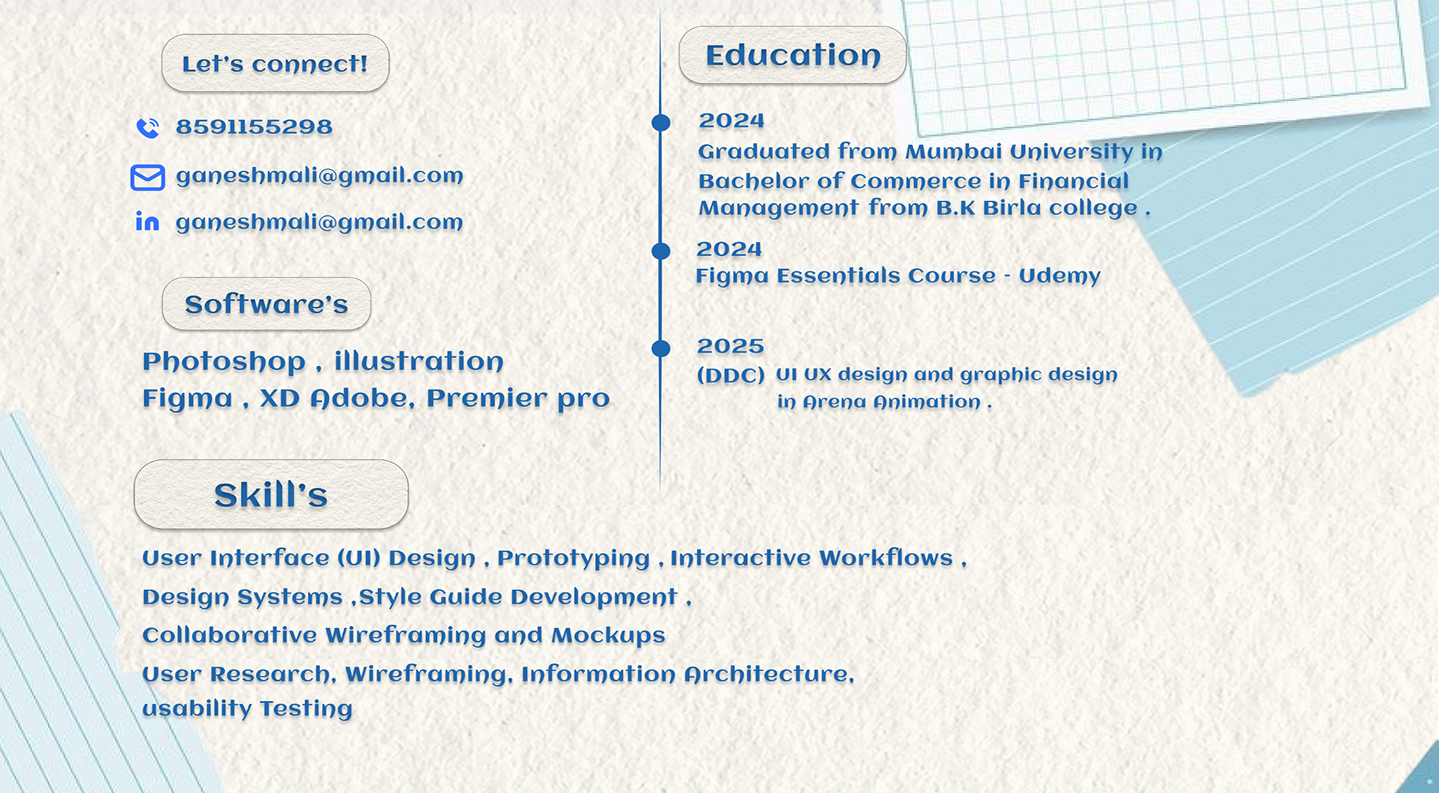 Let's connect!
8591155298
ganeshmali@gmail.com
in ganeshmali@gmail.com
Software's
Photoshop , illustration
Figma , XD Adobe, Premier pro
Education
2024
Graduated from Mumbai University in
Bachelor of Commerce in Financial
Management from B.K Birla college .
2024
Figma Essentials Course - Udemy
2025
(DDC) UI UX design and graphic design
in Arena Animation .
Skill's
User Interface (UI) Design , Prototyping , Interactive Workflows ,
Design Systems ,Style Guide Development ,
Collaborative Wireframing and Mockups
User Research, Wireframing, Information Architecture,
usability Testing